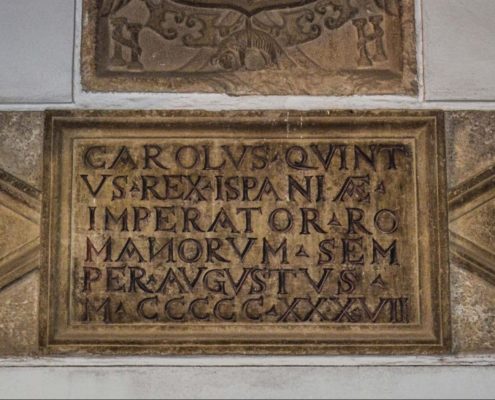 CAROLVS▴QVINT
VS▴REX▴ISPANIÆ▴
IMPERATOR▴RO
MANORVM▴SEM
PER▴AVGVSTVS▴
M▴CCCCC▴XXXVII